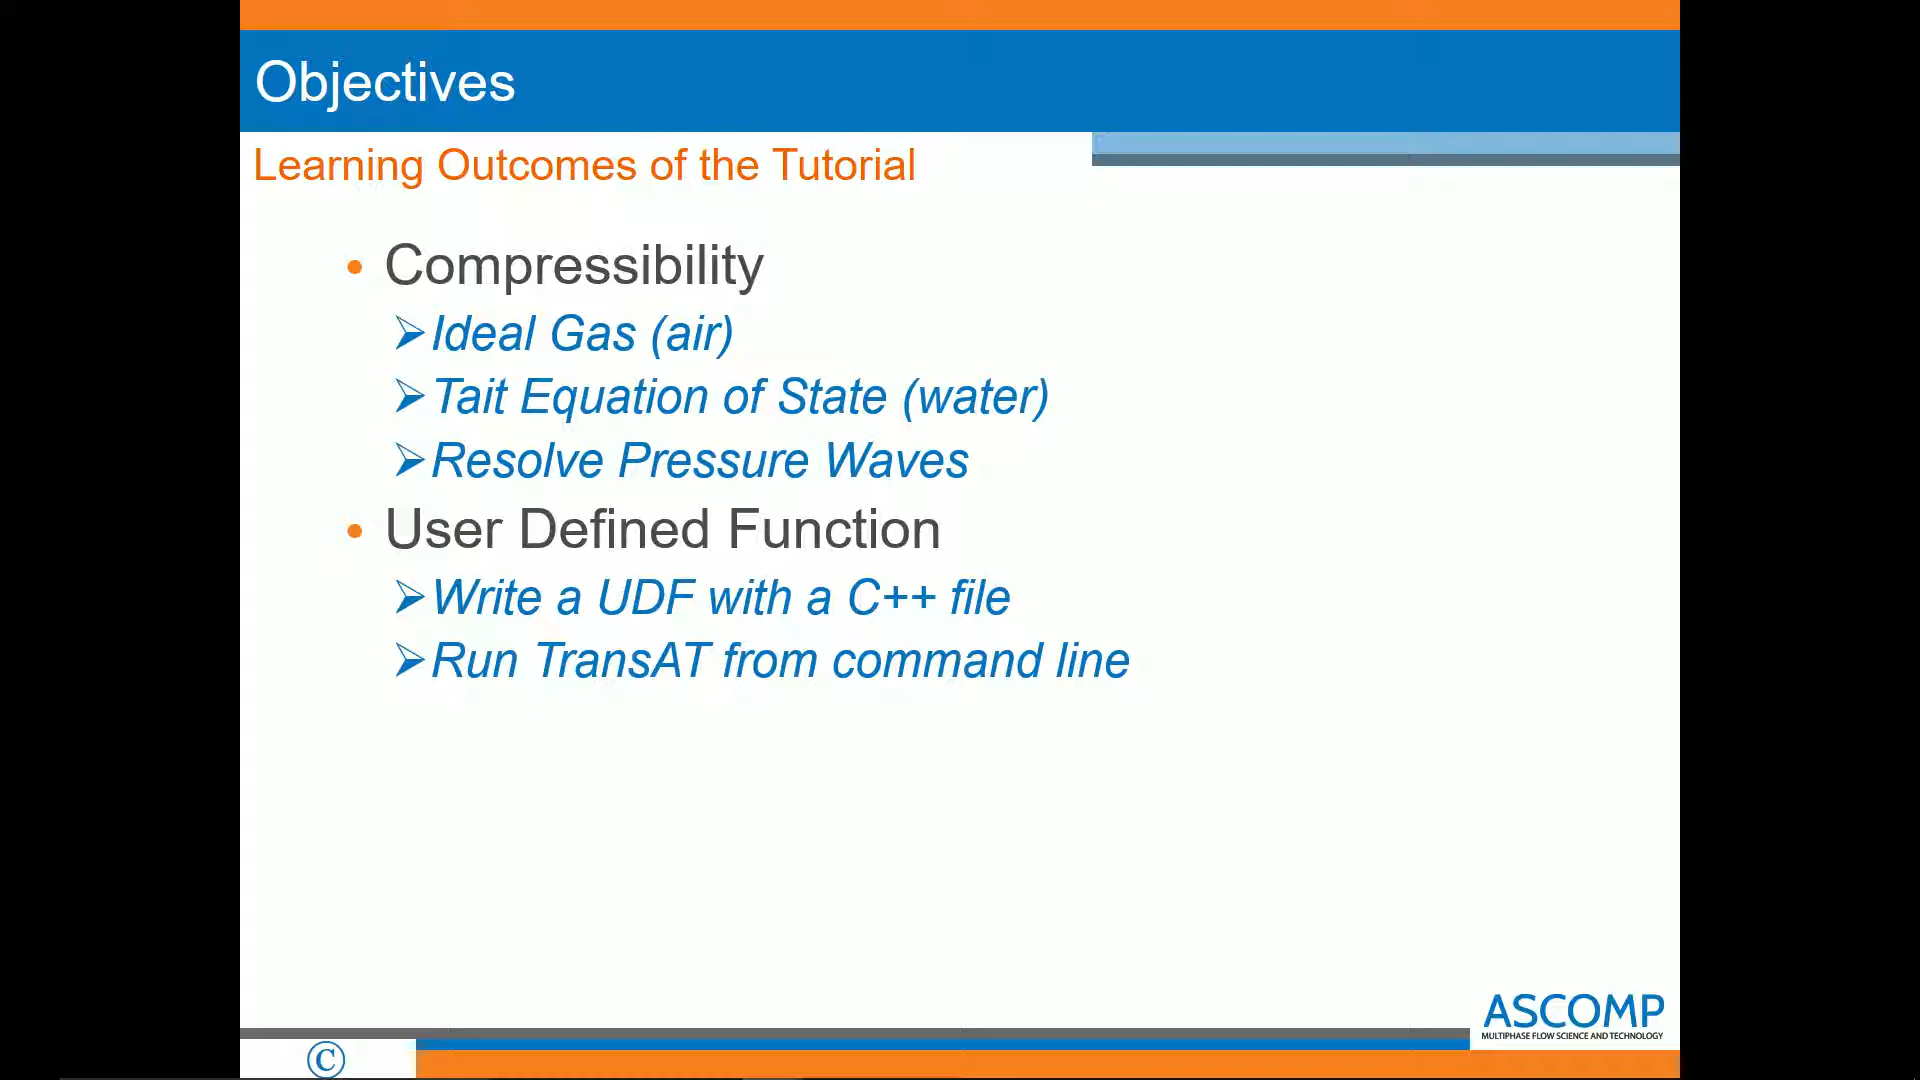 Objectives
Learning Outcomes of the Tutorial
• Compressibility
➢Ideal Gas (air)
➢Tait Equation of State (water)
➢Resolve Pressure Waves
• User Defined Function
➢Write a UDF with a C++ file
➢Run TransAT from command line
ASCOMP
MULTIPHASE FLOW SCIENCE AND TECHNOLOGY
©